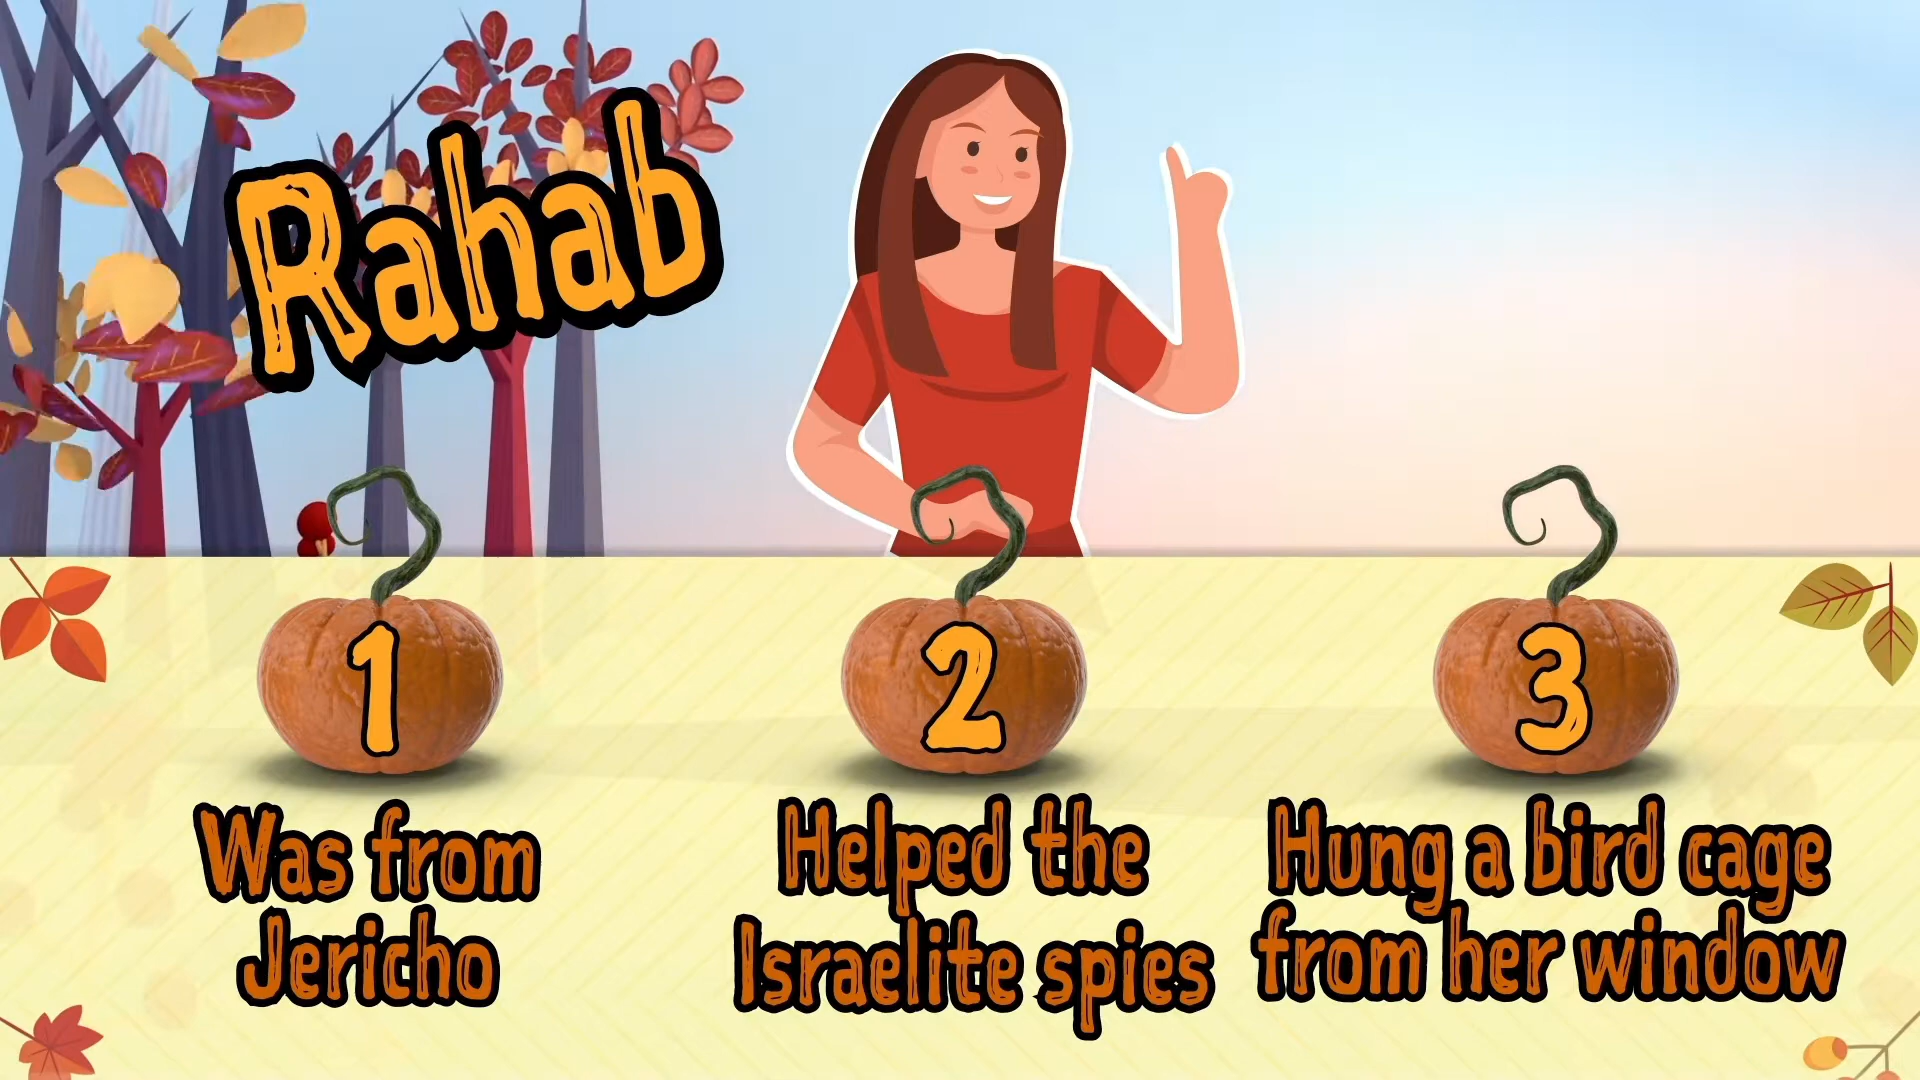 Rahab
1
2
3
Was from
Jericho
Helped the
Israelite spies
Hung a bird cage
from her window